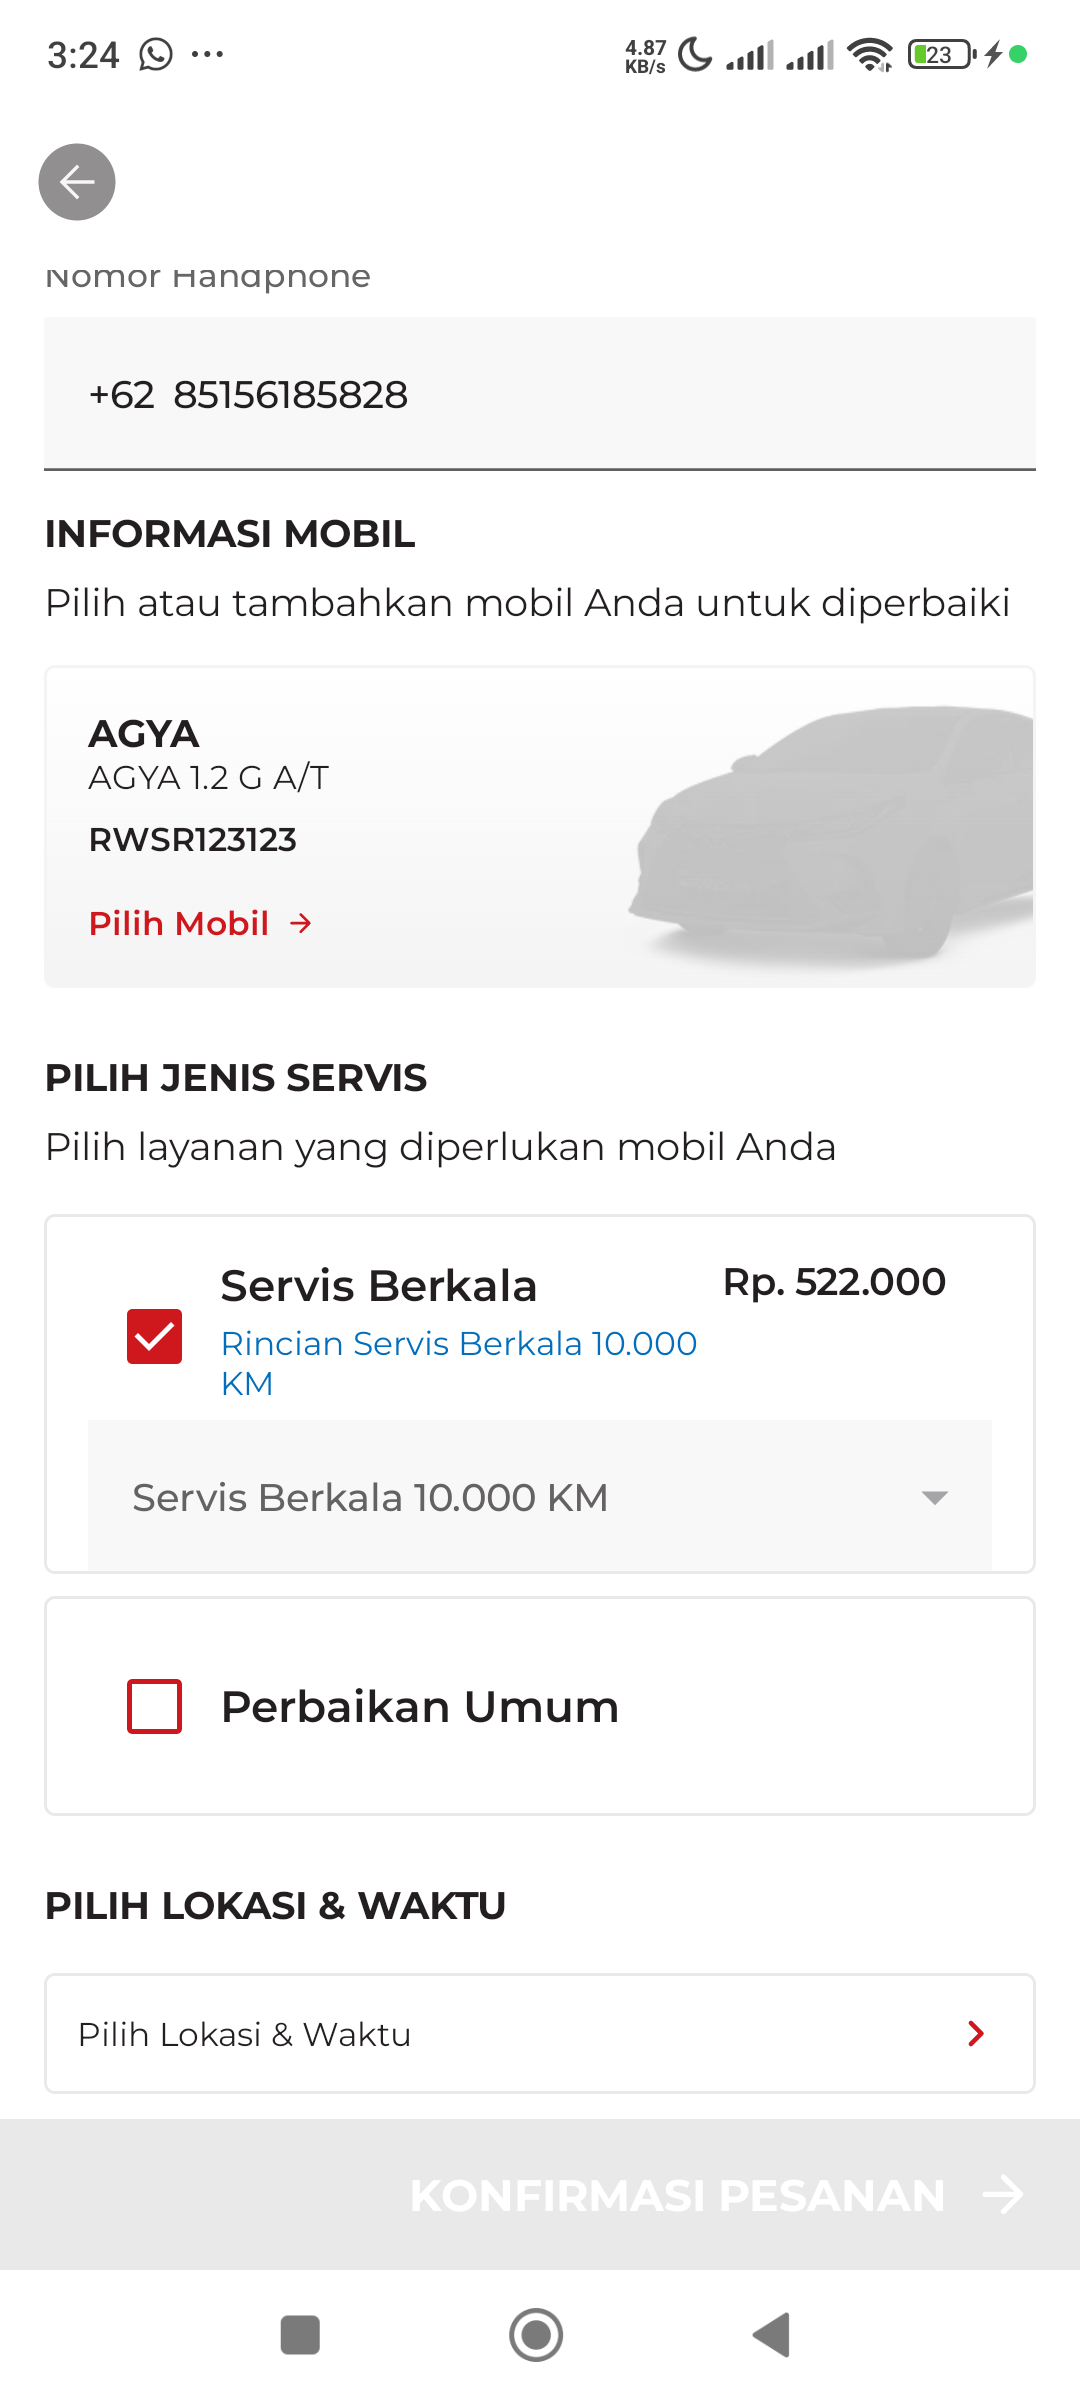 3:24
4.87
KB/s
23
Nomor Handphone
+62 85156185828
INFORMASI MOBIL
Pilih atau tambahkan mobil Anda untuk diperbaiki
AGYA
AGYA 1.2 G A/T
RWSR123123
Pilih Mobil →
PILIH JENIS SERVIS
Pilih layanan yang diperlukan mobil Anda
Servis Berkala Rp. 522.000
Rincian Servis Berkala 10.000
KM
Servis Berkala 10.000 KM
Perbaikan Umum
PILIH LOKASI & WAKTU
Pilih Lokasi & Waktu
KONFIRMASI PESANAN →